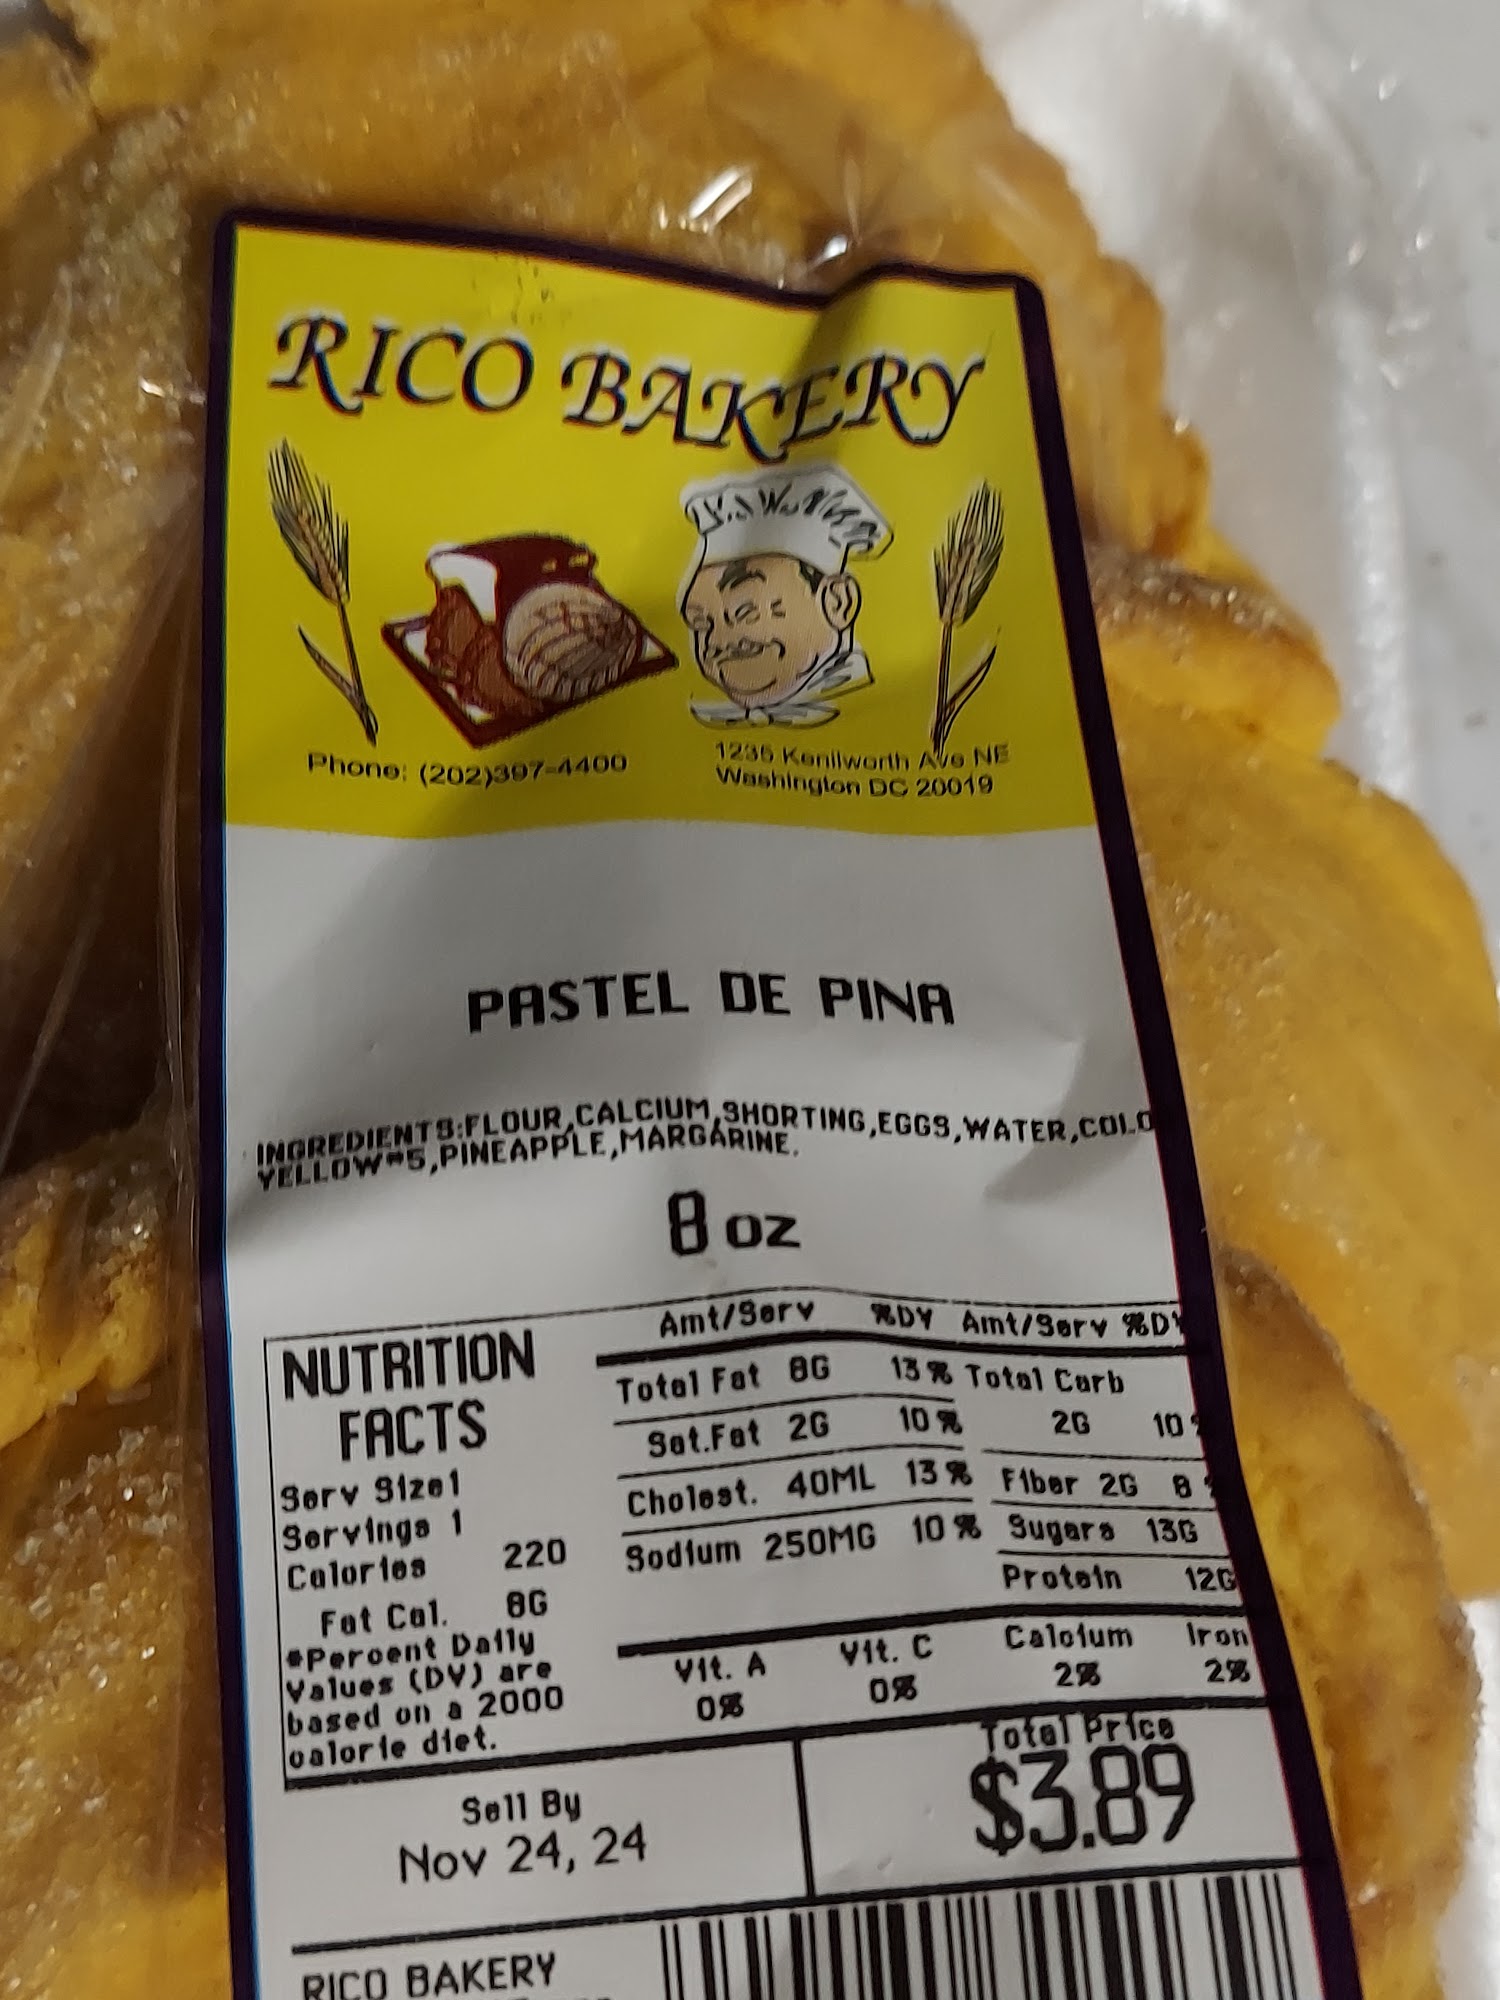 RICO BAKERY
Phone: (202)397-4400
1235 Kenilworth Ave NE
Washington DC 20019
PASTEL DE PINA
INGREDIENTS:FLOUR,CALCIUM,SHORTING,EGGS,WATER,COLO
YELLOW#5,PINEAPPLE,MARGARINE.
8 oz
NUTRITION
FACTS
Serv Size1
Servings 1
Calories 220
Fat Cal. 8G
*Percent Daily
Values (DV) are
based on a 2000
calorie diet.
Amt/Serv %DV Amt/Serv %DV
Total Fat 8G 13% Total Carb
Sat.Fat 2G 10% 2G 10%
Cholest. 40ML 13% Fiber 2G 8%
Sodium 250MG 10% Sugars 13G
Protein 12G
Vit. A Vit. C Calcium Iron
0% 0% 2% 2%
Sell By
Nov 24, 24
Total Price
$3.89
RICO BAKERY